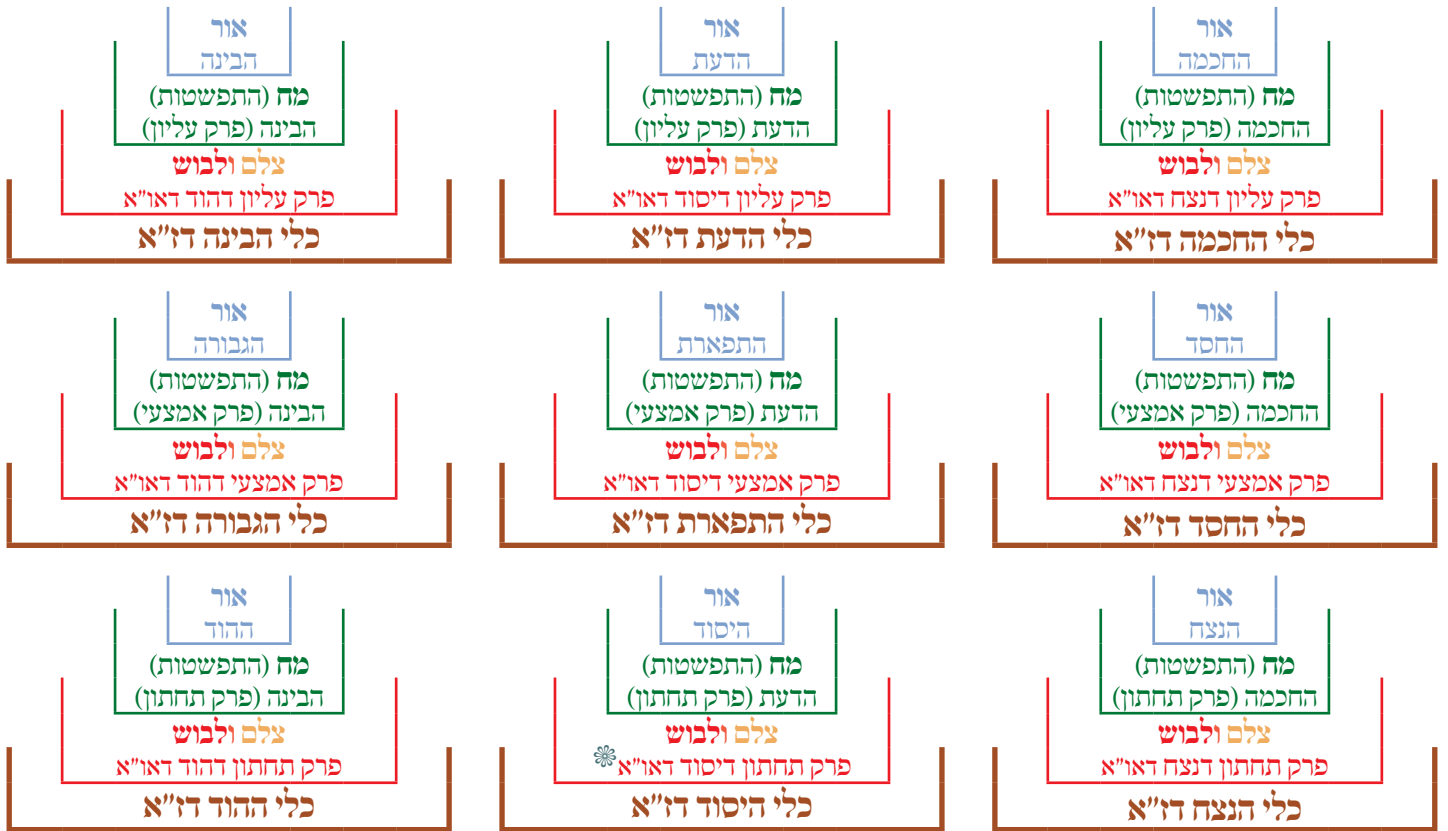 אור
החכמה
מח (התפשטות)
החכמה (פרק עליון)
צלם ולבוש
פרק עליון דנצח דאו״א
כלי החכמה דז״א
אור
הדעת
מח (התפשטות)
הדעת (פרק עליון)
צלם ולבוש
פרק עליון דיסוד דאו״א
כלי הדעת דז״א
אור
הבינה
מח (התפשטות)
הבינה (פרק עליון)
צלם ולבוש
פרק עליון דהוד דאו״א
כלי הבינה דז״א
אור
החסד
מח (התפשטות)
החכמה (פרק אמצעי)
צלם ולבוש
פרק אמצעי דנצח דאו״א
כלי החסד דז״א
אור
התפארת
מח (התפשטות)
הדעת (פרק אמצעי)
צלם ולבוש
פרק אמצעי דיסוד דאו״א
כלי התפארת דז״א
אור
הגבורה
מח (התפשטות)
הבינה (פרק אמצעי)
צלם ולבוש
פרק אמצעי דהוד דאו״א
כלי הגבורה דז״א
אור
הנצח
מח (התפשטות)
החכמה (פרק תחתון)
צלם ולבוש
פרק תחתון דנצח דאו״א
כלי הנצח דז״א
אור
היסוד
מח (התפשטות)
הדעת (פרק תחתון)
צלם ולבוש
פרק תחתון דיסוד דאו״א
כלי היסוד דז״א
אור
ההוד
מח (התפשטות)
הבינה (פרק תחתון)
צלם ולבוש
פרק תחתון דהוד דאו״א
כלי ההוד דז״א